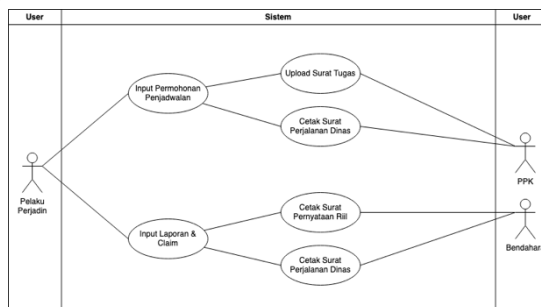 User
Sistem
User
Input Permohonan
Penjadwalan
Upload Surat Tugas
Cetak Surat
Perjalanan Dinas
Pelaku
Perjadin
PPK
Input Laporan &
Claim
Cetak Surat
Pernyataan Riil
Cetak Surat
Perjalanan Dinas
Bendahara